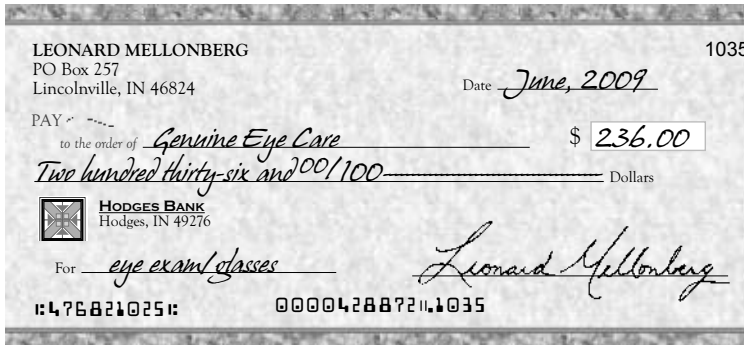 LEONARD MELLONBERG
1035
PO Box 257
Lincolnville, IN 46824
Date June, 2009
PAY
to the order of Genuine Eye Care $ 236.00
Two hundred thirty-six and 00/100 Dollars
HODGES BANK
Hodges, IN 49276
For eye exam/glasses Leonard Mellonberg
⑆476821025⑆ 0000428872⑈1035